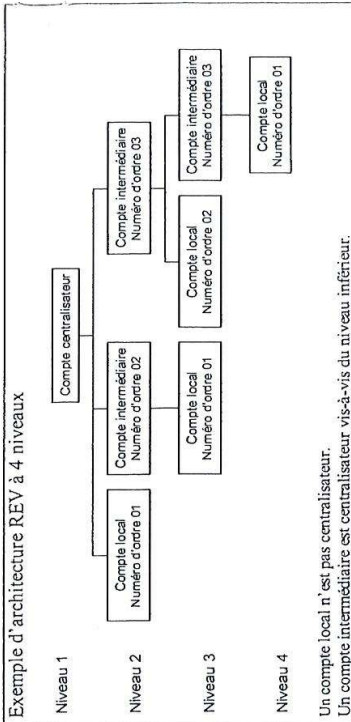 Exemple d'architecture REV à 4 niveaux
Niveau 1
Compte centralisateur
Niveau 2
Compte local
Numéro d'ordre 01
Compte intermédiaire
Numéro d'ordre 02
Compte intermédiaire
Numéro d'ordre 03
Niveau 3
Compte local
Numéro d'ordre 01
Compte local
Numéro d'ordre 02
Compte intermédiaire
Numéro d'ordre 03
Niveau 4
Compte local
Numéro d'ordre 01
Un compte local n'est pas centralisateur.
Un compte intermédiaire est centralisateur vis-à-vis du niveau inférieur.